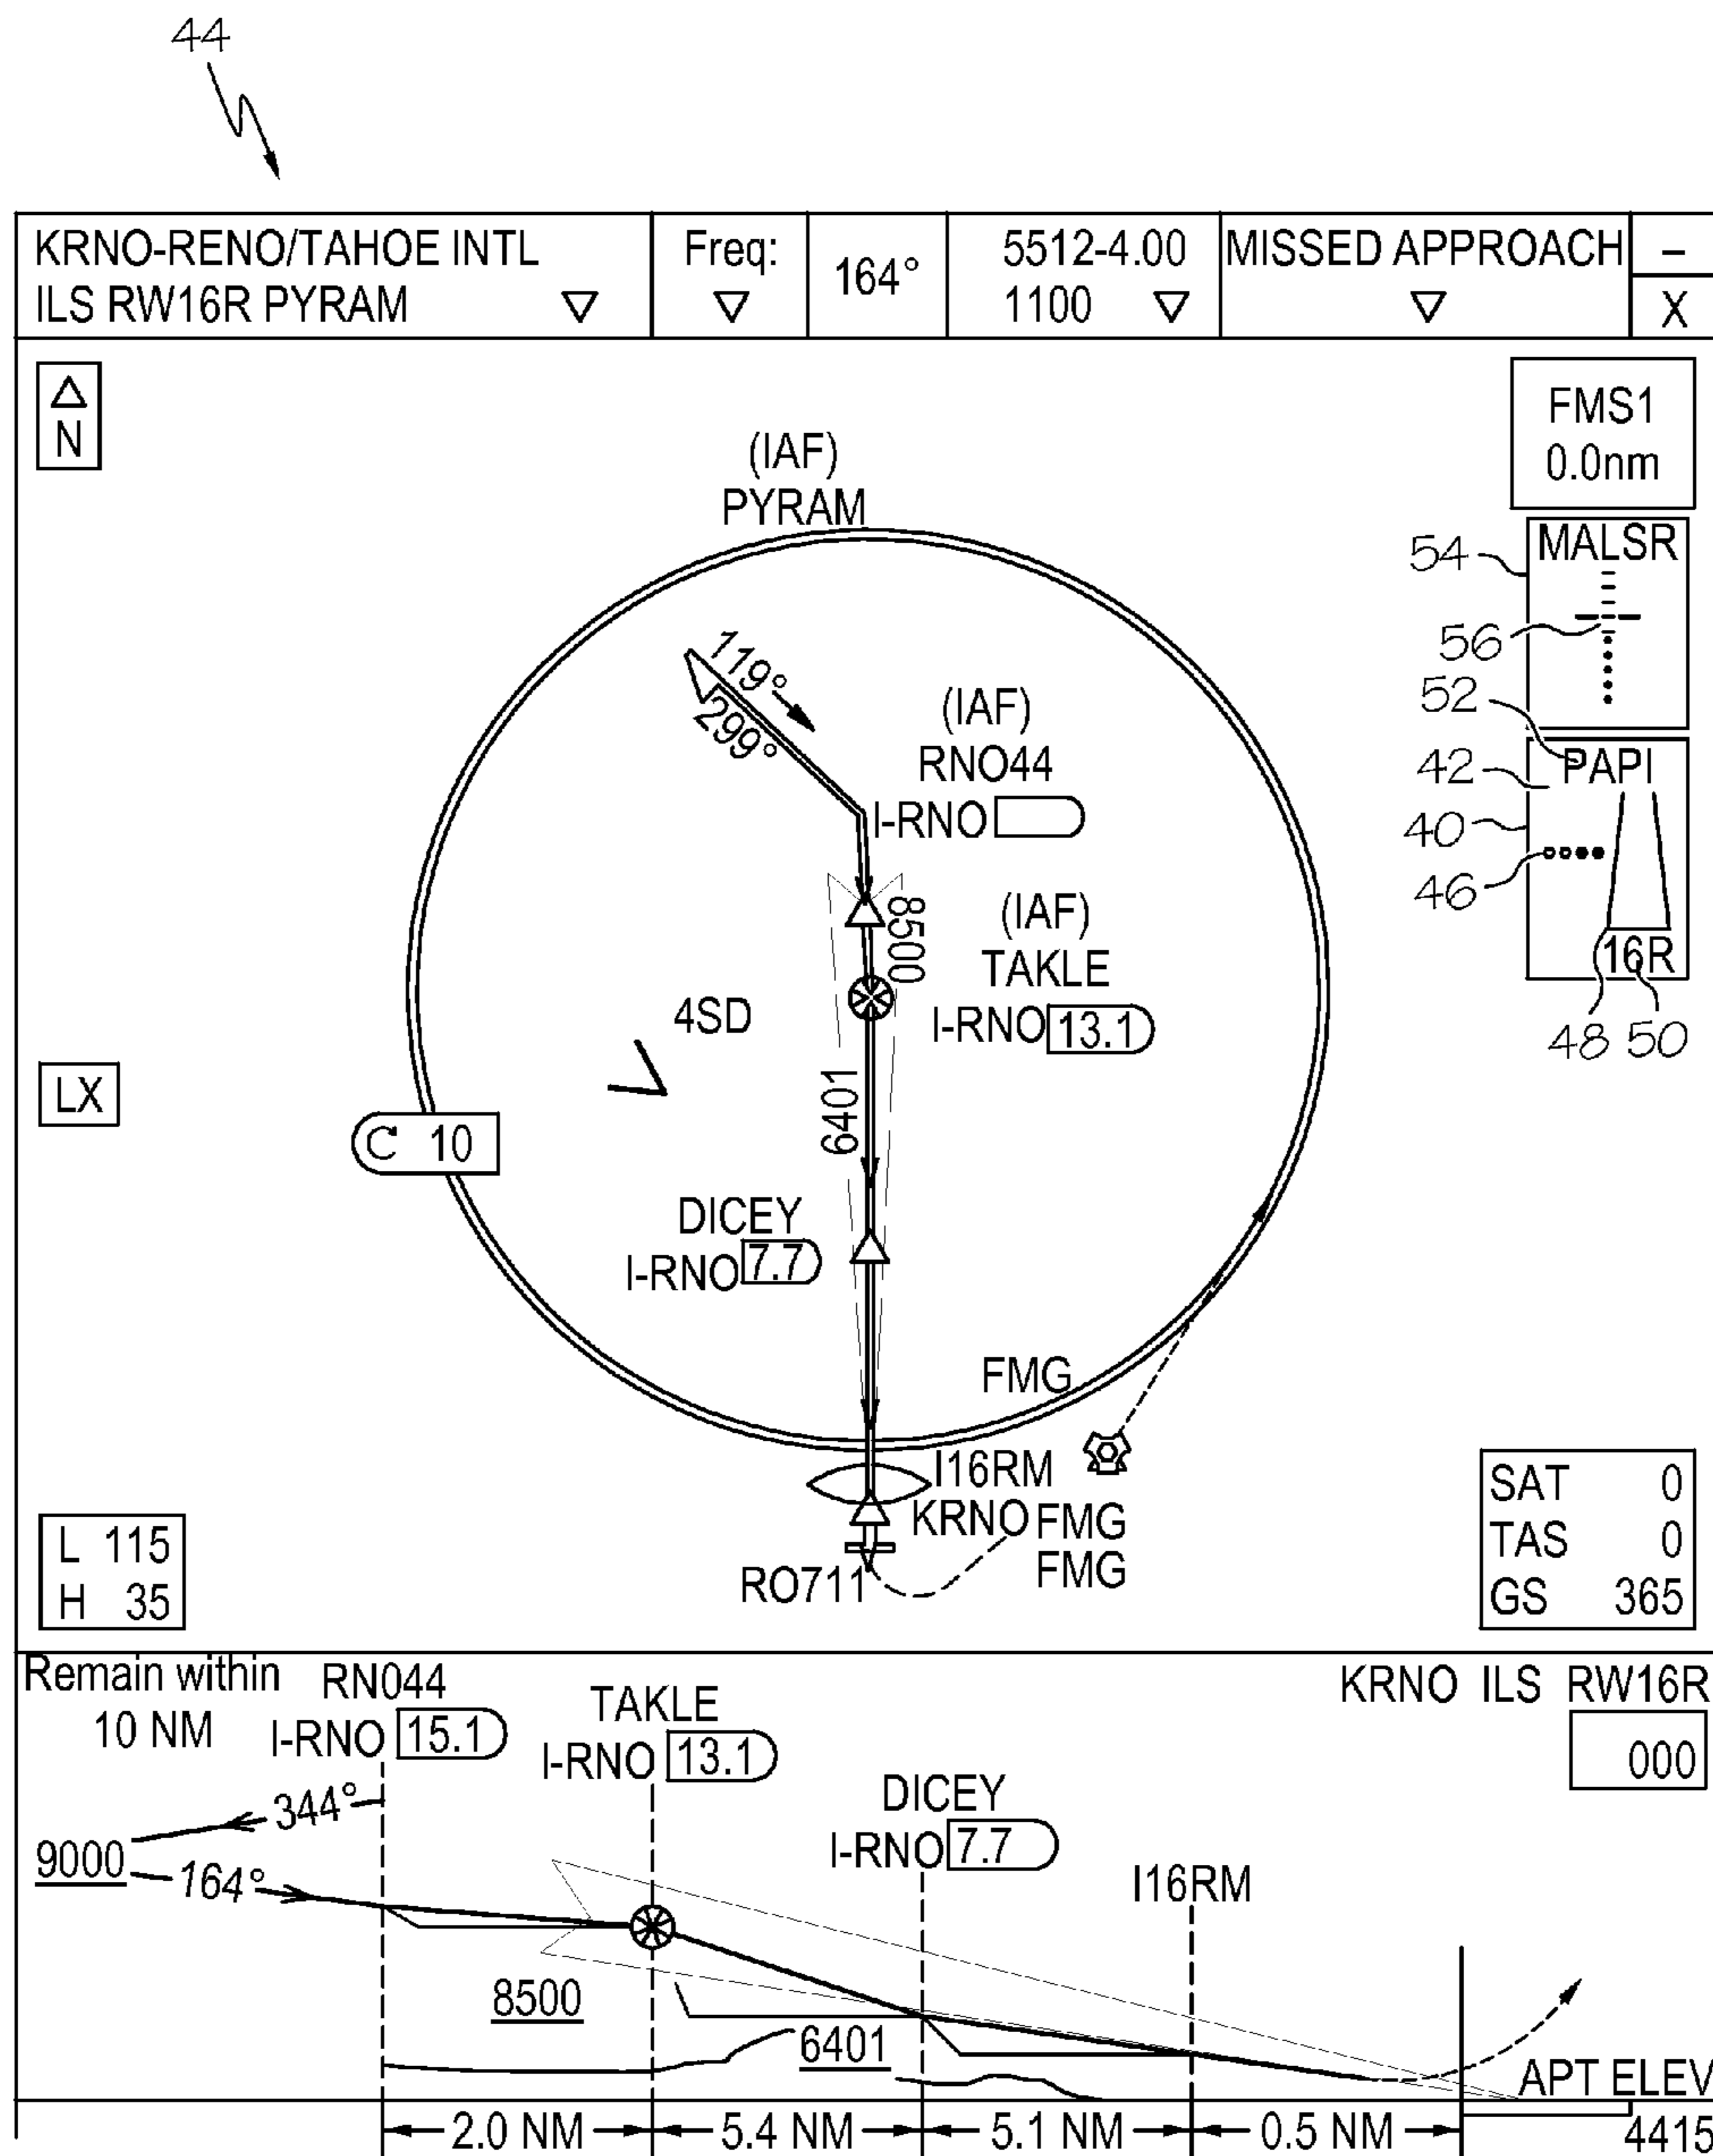 44
KRNO-RENO/TAHOE INTL
ILS RW16R PYRAM
Freq:
164°
5512-4.00
1100
MISSED APPROACH
–
X
N
FMS1
0.0nm
(IAF)
PYRAM
54
MALSR
56
119°
299°
52
(IAF)
RNO44
I-RNO
42
PAPI
40
46
16R
48 50
8500
(IAF)
TAKLE
I-RNO 13.1
4SD
6401
LX
C 10
DICEY
I-RNO 7.7
FMG
I16RM
KRNO
FMG
FMG
RO711
L 115
H 35
SAT 0
TAS 0
GS 365
Remain within
10 NM
RN044
I-RNO 15.1
TAKLE
I-RNO 13.1
KRNO ILS RW16R
000
344°
DICEY
I-RNO 7.7
9000
164°
I16RM
8500
6401
APT ELEV
2.0 NM
5.4 NM
5.1 NM
0.5 NM
4415